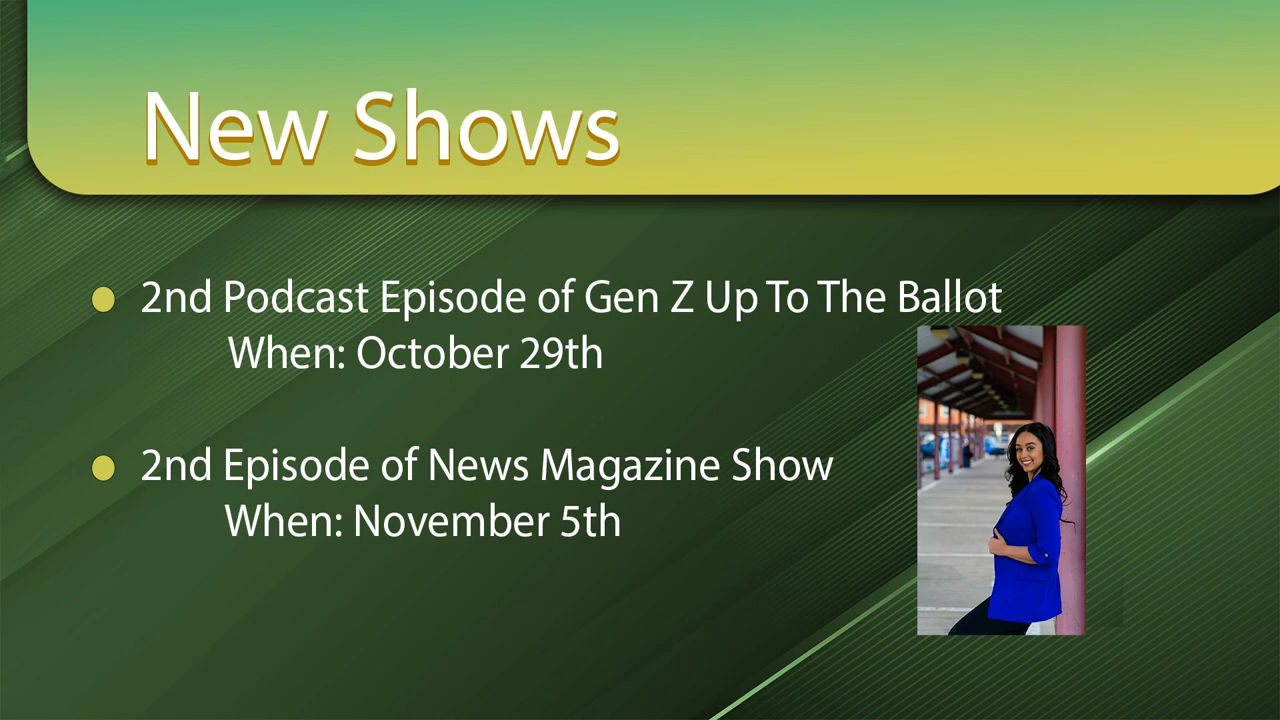 New Shows
2nd Podcast Episode of Gen Z Up To The Ballot
When: October 29th
2nd Episode of News Magazine Show
When: November 5th